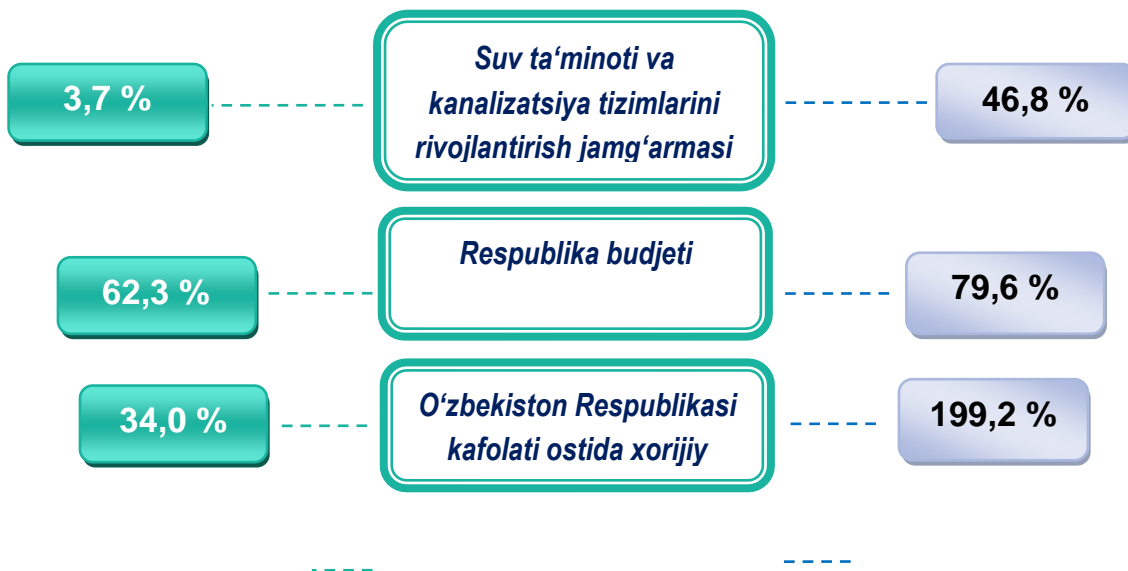 3,7 %
Suv ta‘minoti va
kanalizatsiya tizimlarini
rivojlantirish jamg‘armasi
46,8 %
62,3 %
Respublika budjeti
79,6 %
34,0 %
O‘zbekiston Respublikasi
kafolati ostida xorijiy
199,2 %